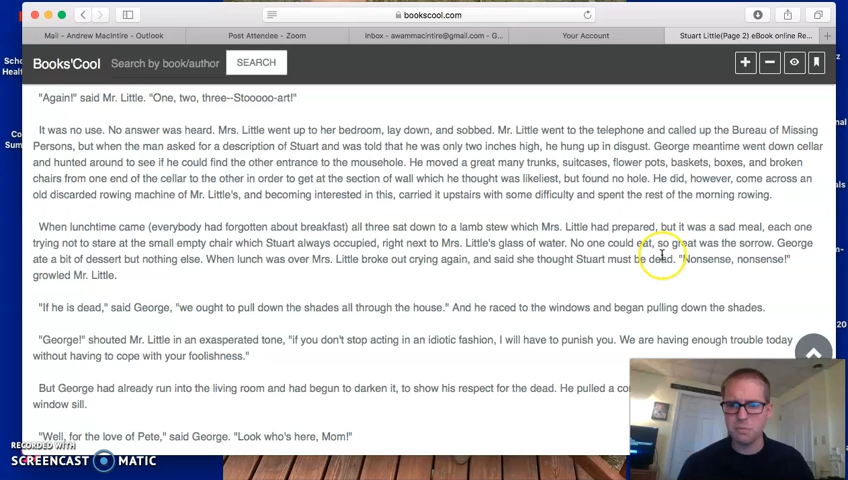 bookscool.com
Mail - Andrew MacIntire - Outlook
Post Attendee - Zoom
Inbox - awammacintire@gmail.com - G...
Your Account
Stuart Little(Page 2) eBook online Re...
Books'Cool
Search by book/author
SEARCH
"Again!" said Mr. Little. "One, two, three--Stooooo-art!"
It was no use. No answer was heard. Mrs. Little went up to her bedroom, lay down, and sobbed. Mr. Little went to the telephone and called up the Bureau of Missing
Persons, but when the man asked for a description of Stuart and was told that he was only two inches high, he hung up in disgust. George meantime went down cellar
and hunted around to see if he could find the other entrance to the mousehole. He moved a great many trunks, suitcases, flower pots, baskets, boxes, and broken
chairs from one end of the cellar to the other in order to get at the section of wall which he thought was likeliest, but found no hole. He did, however, come across an
old discarded rowing machine of Mr. Little's, and becoming interested in this, carried it upstairs with some difficulty and spent the rest of the morning rowing.
When lunchtime came (everybody had forgotten about breakfast) all three sat down to a lamb stew which Mrs. Little had prepared, but it was a sad meal, each one
trying not to stare at the small empty chair which Stuart always occupied, right next to Mrs. Little's glass of water. No one could eat, so great was the sorrow. George
ate a bit of dessert but nothing else. When lunch was over Mrs. Little broke out crying again, and said she thought Stuart must be dead. "Nonsense, nonsense!"
growled Mr. Little.
"If he is dead," said George, "we ought to pull down the shades all through the house." And he raced to the windows and began pulling down the shades.
"George!" shouted Mr. Little in an exasperated tone, "if you don't stop acting in an idiotic fashion, I will have to punish you. We are having enough trouble today
without having to cope with your foolishness."
But George had already run into the living room and had begun to darken it, to show his respect for the dead. He pulled a
window sill.
"Well, for the love of Pete," said George. "Look who's here, Mom!"
RECORDED WITH
SCREENCAST MATIC